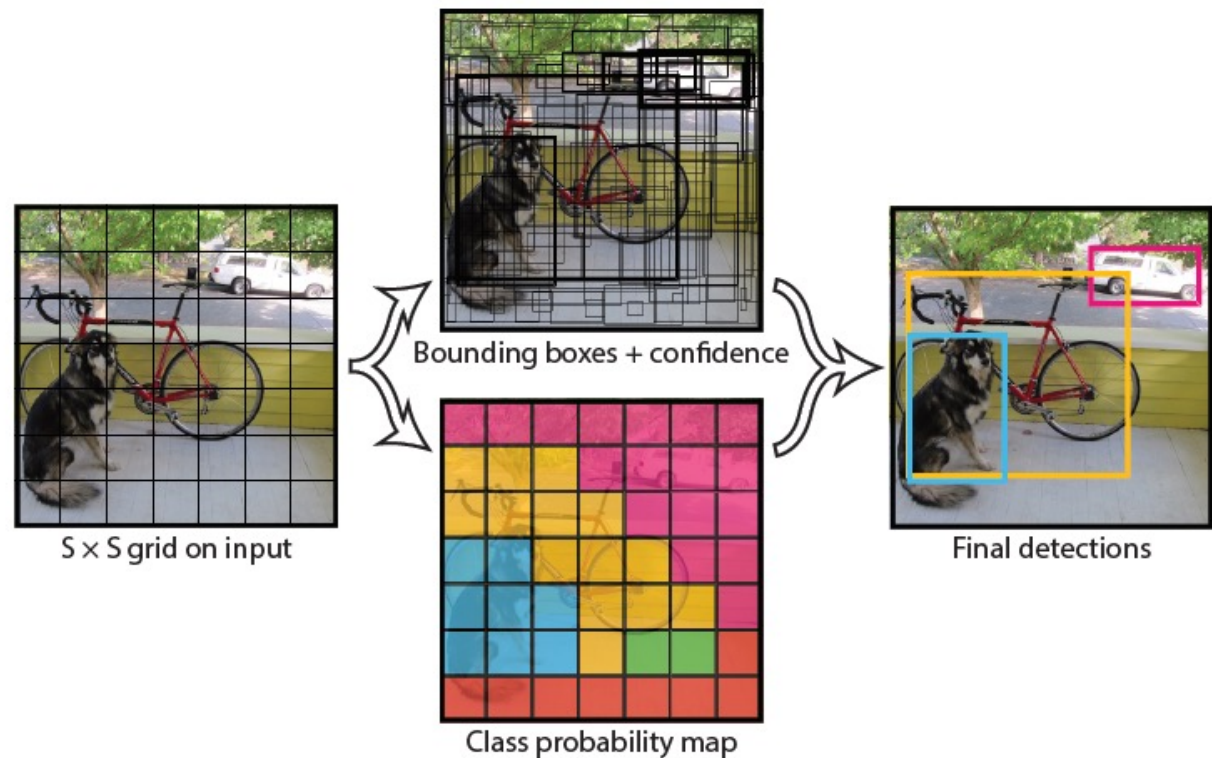 Bounding boxes + confidence
S × S grid on input
Final detections
Class probability map